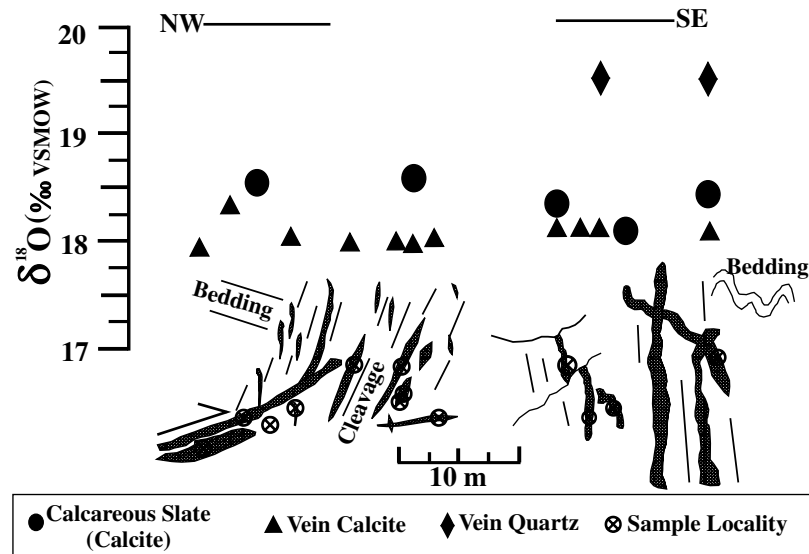 NW
SE
20
19
18
17
δ¹⁸O (‰ VSMOW)
Bedding
Bedding
Cleavage
10 m
Calcareous Slate
(Calcite)
Vein Calcite
Vein Quartz
Sample Locality